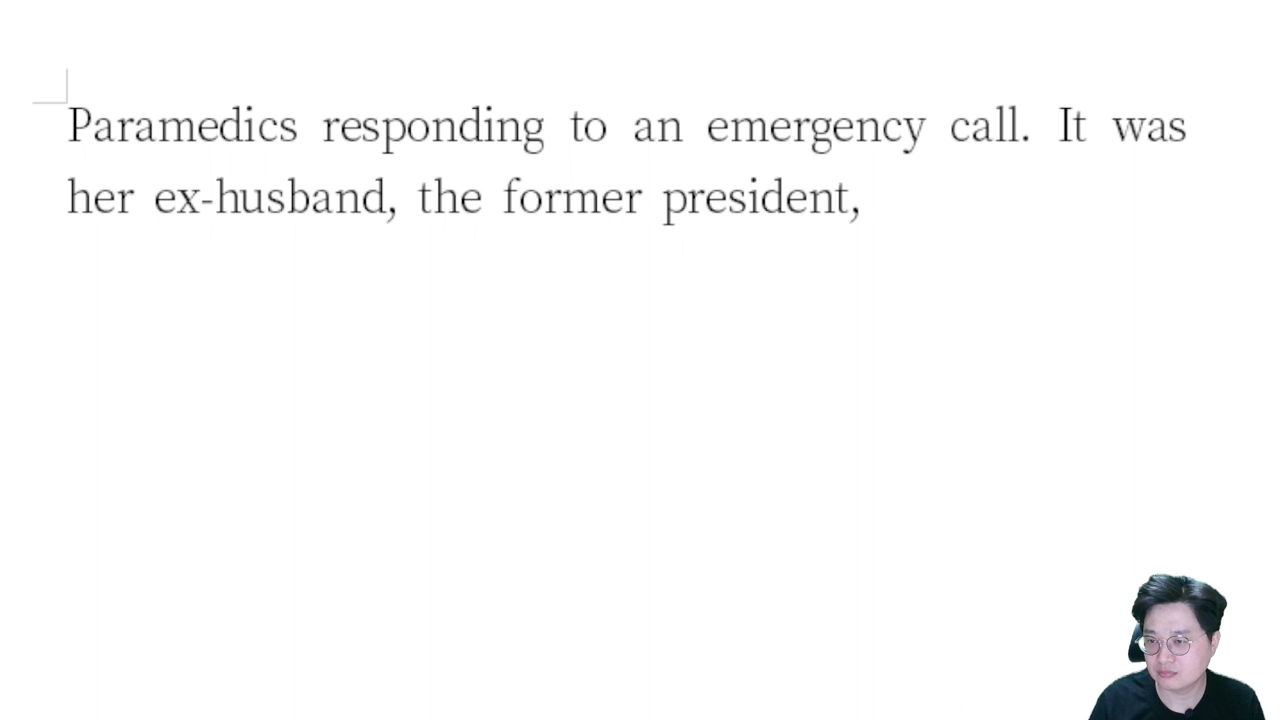 Paramedics responding to an emergency call. It was
her ex-husband, the former president,